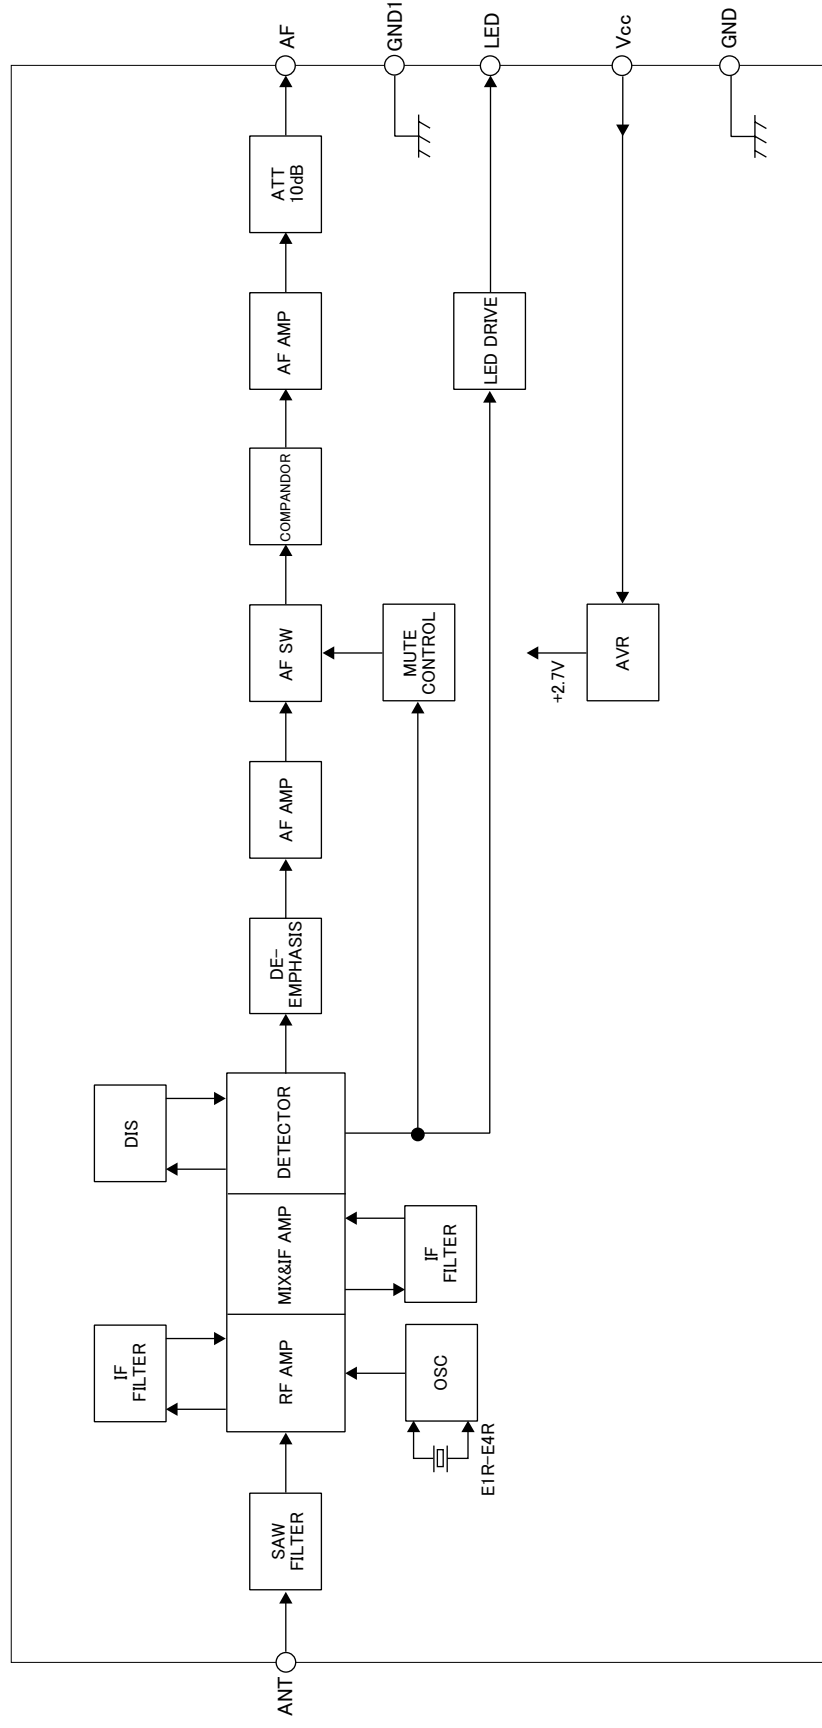 ANT
SAW
FILTER
IF
FILTER
RF AMP
OSC
E1R-E4R
MIX&IF AMP
IF
FILTER
DIS
DETECTOR
DE-
EMPHASIS
AF AMP
AF SW
MUTE
CONTROL
COMPANDOR
AF AMP
ATT
10dB
LED DRIVE
+2.7V
AVR
AF
GND1
LED
Vcc
GND